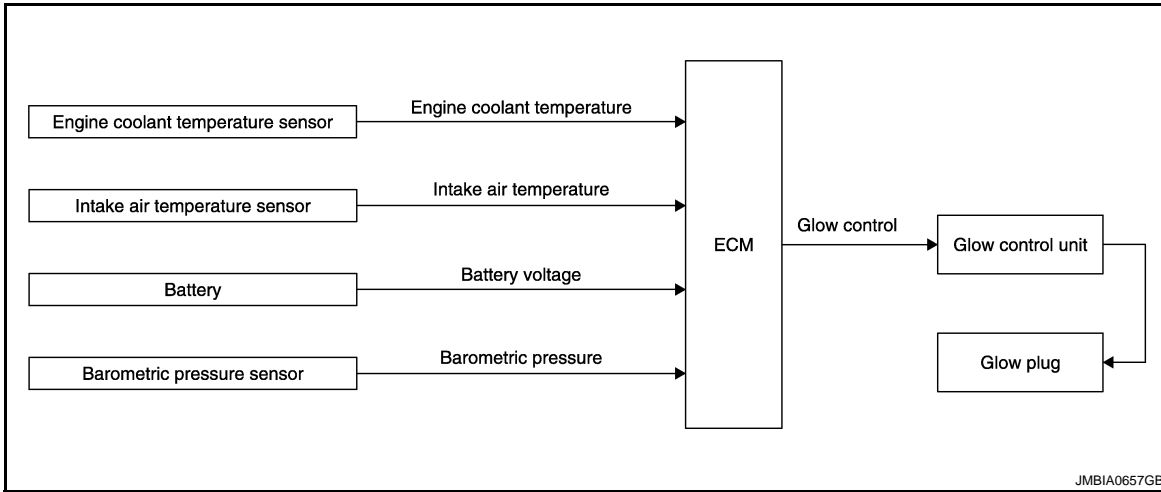 Engine coolant temperature sensor
Engine coolant temperature
Intake air temperature sensor
Intake air temperature
Battery
Battery voltage
Barometric pressure sensor
Barometric pressure
ECM
Glow control
Glow control unit
Glow plug
JMBIA0657GB